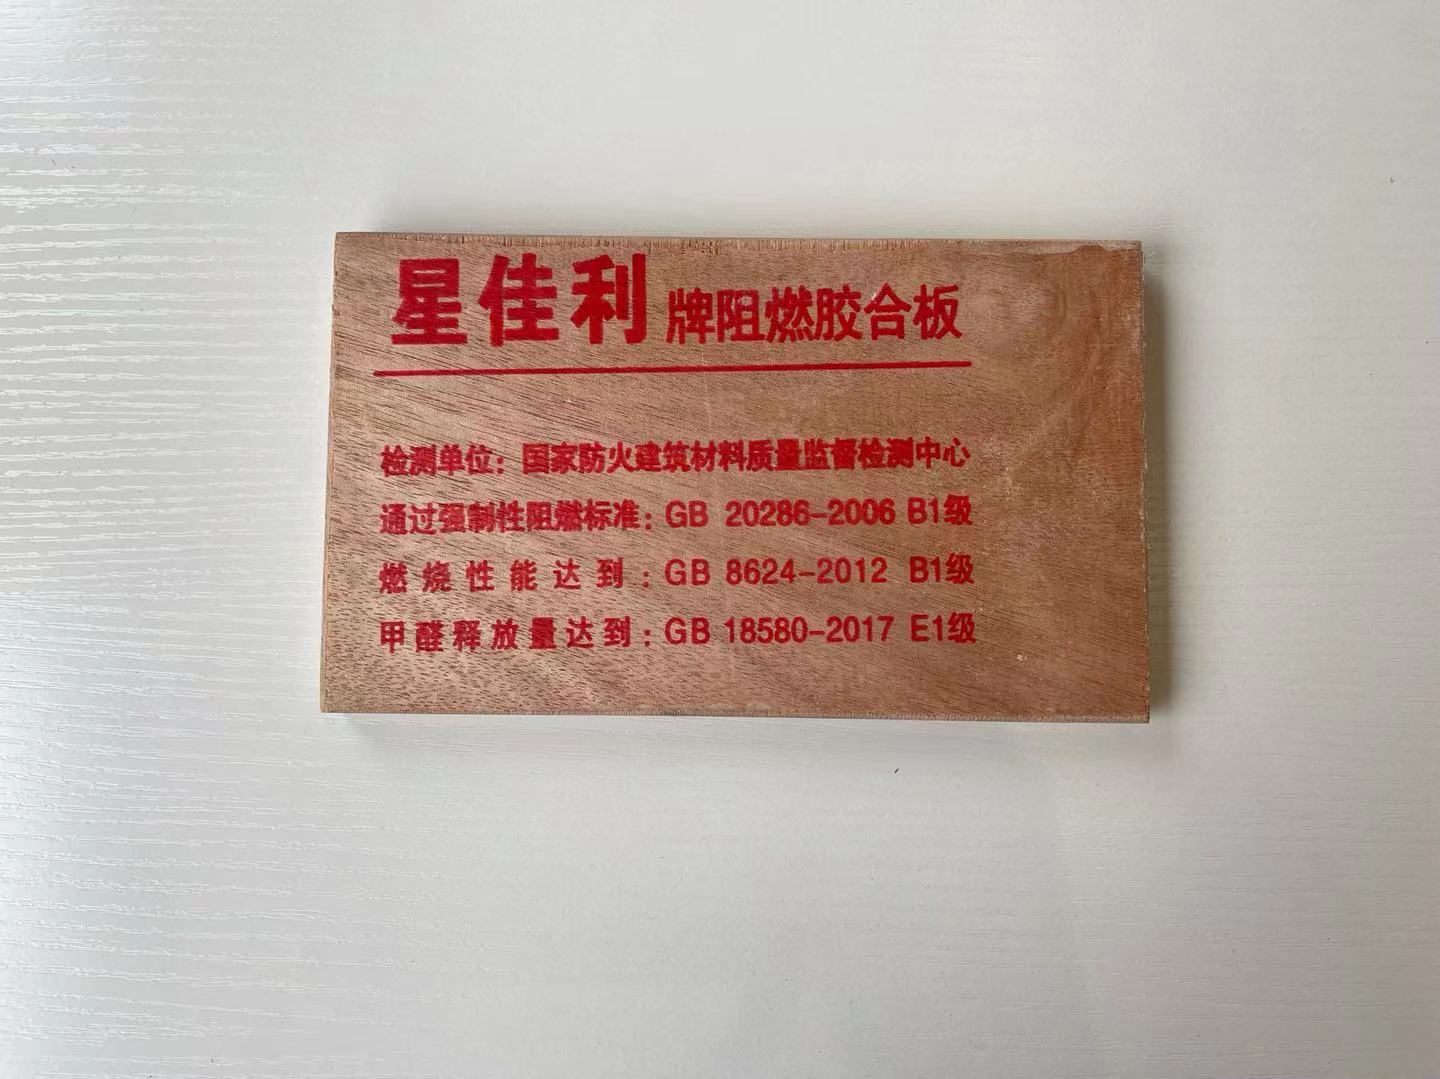 星佳利牌阻燃胶合板
检测单位：国家防火建筑材料质量监督检测中心
通过强制性阻燃标准：GB 20286-2006 B1级
燃烧性能达到：GB 8624-2012 B1级
甲醛释放量达到：GB 18580-2017 E1级